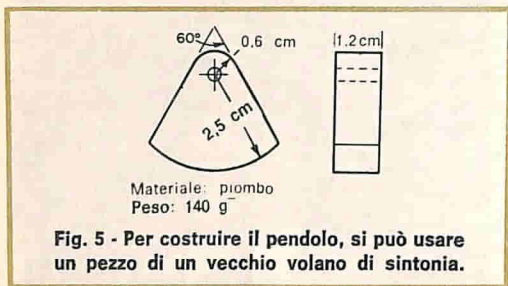 60°
0,6 cm
1.2 cm
2,5 cm
Materiale: piombo
Peso: 140 g
Fig. 5 - Per costruire il pendolo, si può usare
un pezzo di un vecchio volano di sintonia.